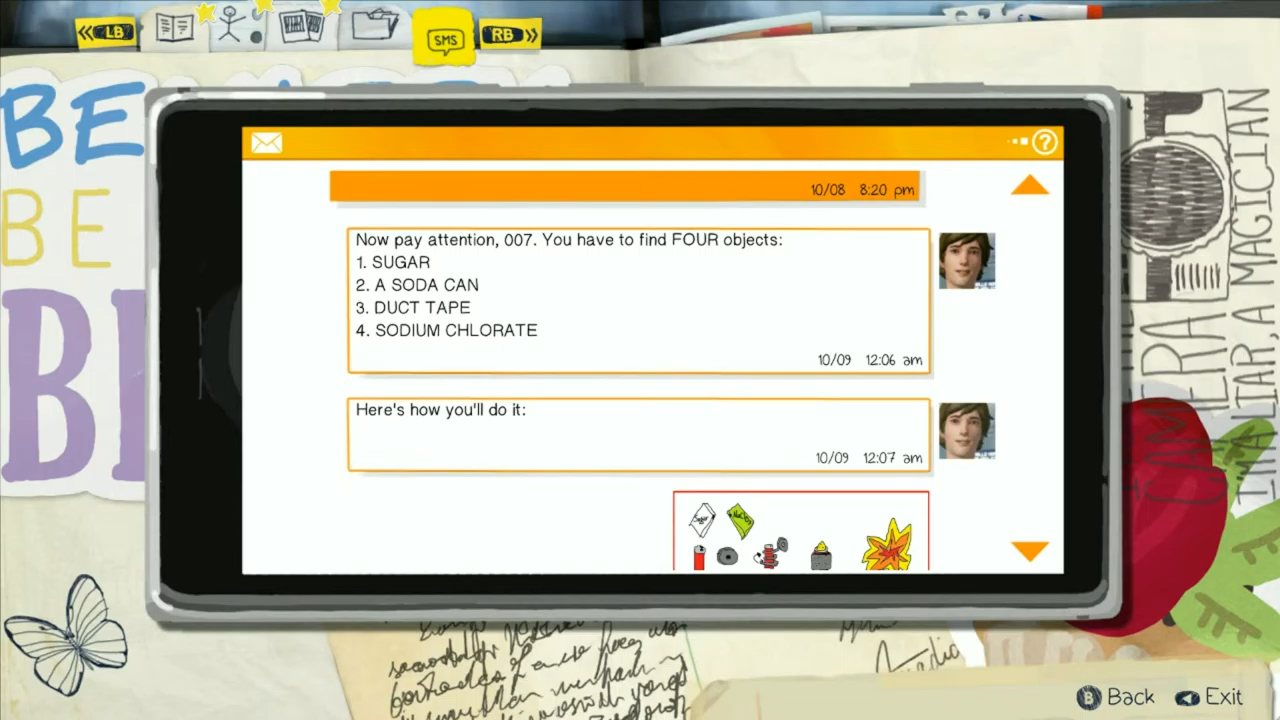 LB
SMS
RB
BE
BE
10/08 8:20 pm
Now pay attention, 007. You have to find FOUR objects:
1. SUGAR
2. A SODA CAN
3. DUCT TAPE
4. SODIUM CHLORATE
10/09 12:06 am
Here's how you'll do it:
10/09 12:07 am
Sugar
CAMERA
I'M A LIAR, A MAGICIAN
B Back
Exit